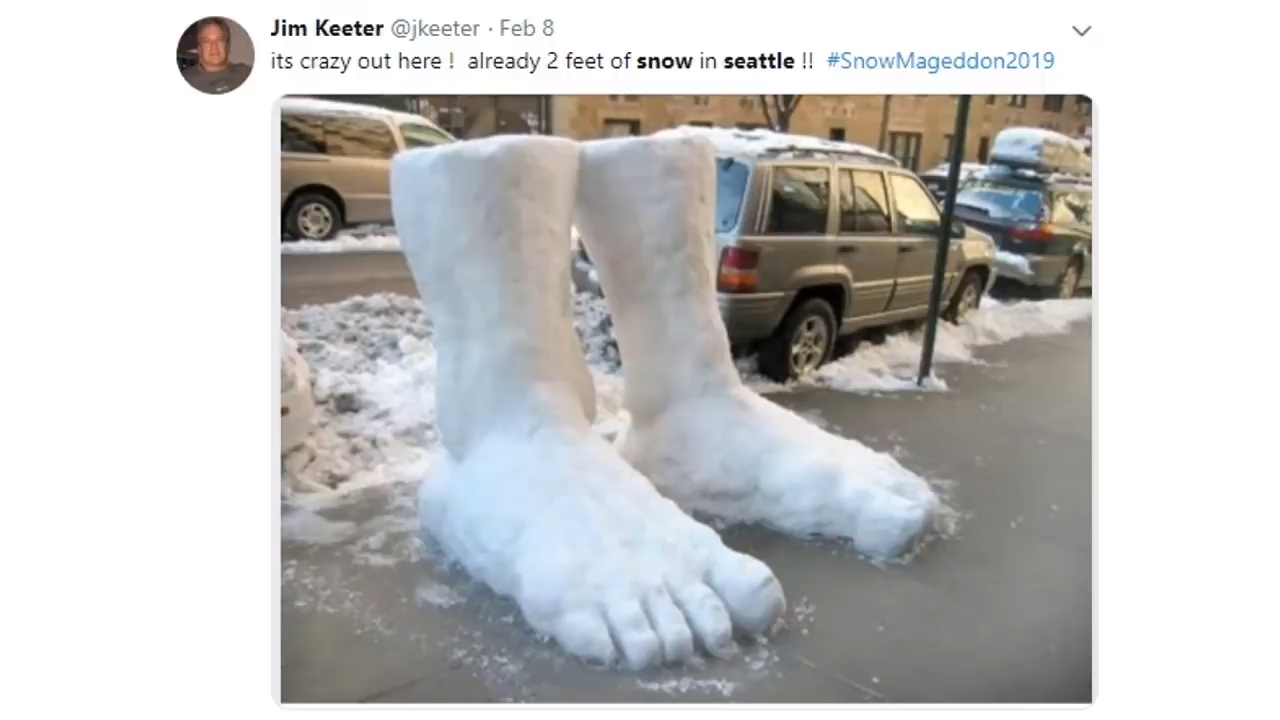 Jim Keeter @jkeeter · Feb 8
its crazy out here ! already 2 feet of snow in seattle !! #SnowMageddon2019